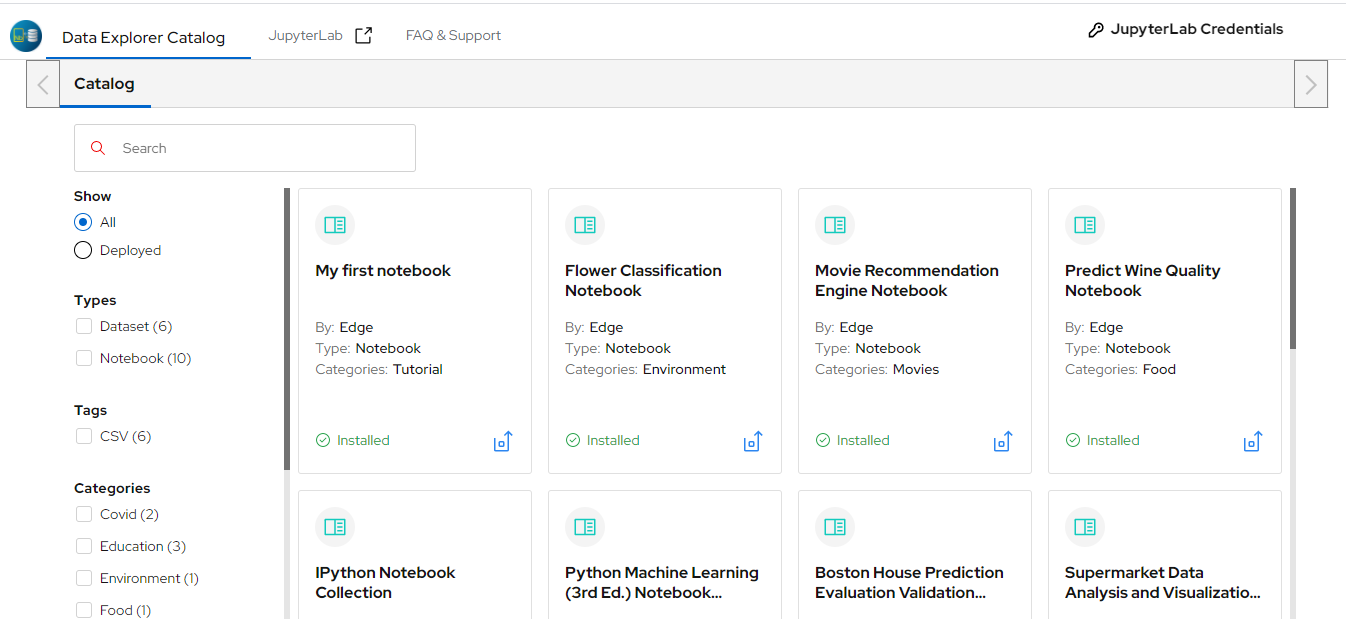 Data Explorer Catalog
JupyterLab
FAQ & Support
JupyterLab Credentials
Catalog
Search
Show
All
Deployed
Types
Dataset (6)
Notebook (10)
Tags
CSV (6)
Categories
Covid (2)
Education (3)
Environment (1)
Food (1)
My first notebook
By: Edge
Type: Notebook
Categories: Tutorial
Installed
Flower Classification
Notebook
By: Edge
Type: Notebook
Categories: Environment
Installed
Movie Recommendation
Engine Notebook
By: Edge
Type: Notebook
Categories: Movies
Installed
Predict Wine Quality
Notebook
By: Edge
Type: Notebook
Categories: Food
Installed
IPython Notebook
Collection
Python Machine Learning
(3rd Ed.) Notebook...
Boston House Prediction
Evaluation Validation...
Supermarket Data
Analysis and Visualizatio...